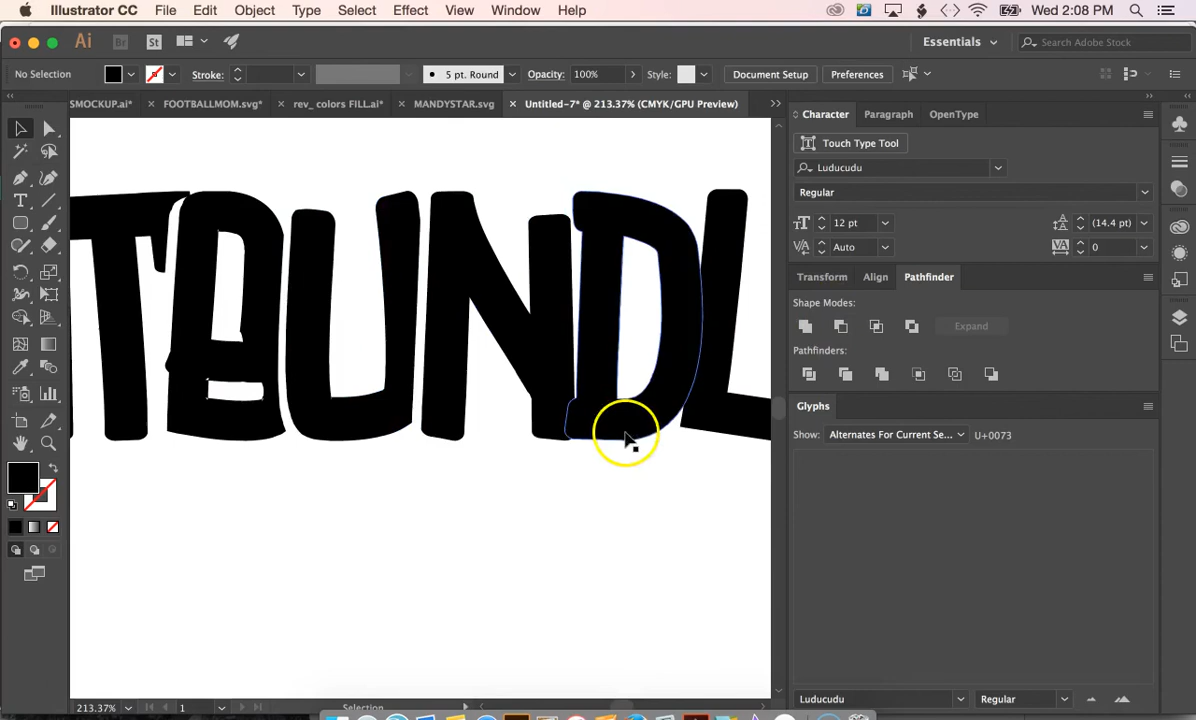 Illustrator CC File Edit Object Type Select Effect View Window Help Wed 2:08 PM
Ai Br St Essentials Search Adobe Stock
No Selection Stroke: 5 pt. Round Opacity: 100% Style: Document Setup Preferences
SMOCKUP.ai* × FOOTBALLMOM.svg* × rev_ colors FILL.ai* × MANDYSTAR.svg × Untitled-7* @ 213.37% (CMYK/GPU Preview)
Character Paragraph OpenType
Touch Type Tool
Luducudu
Regular
12 pt (14.4 pt)
Auto 0
Transform Align Pathfinder
Shape Modes:
Expand
Pathfinders:
Glyphs
Show: Alternates For Current Se... U+0073
TOUNDL
Luducudu Regular
213.37% 1 Selection